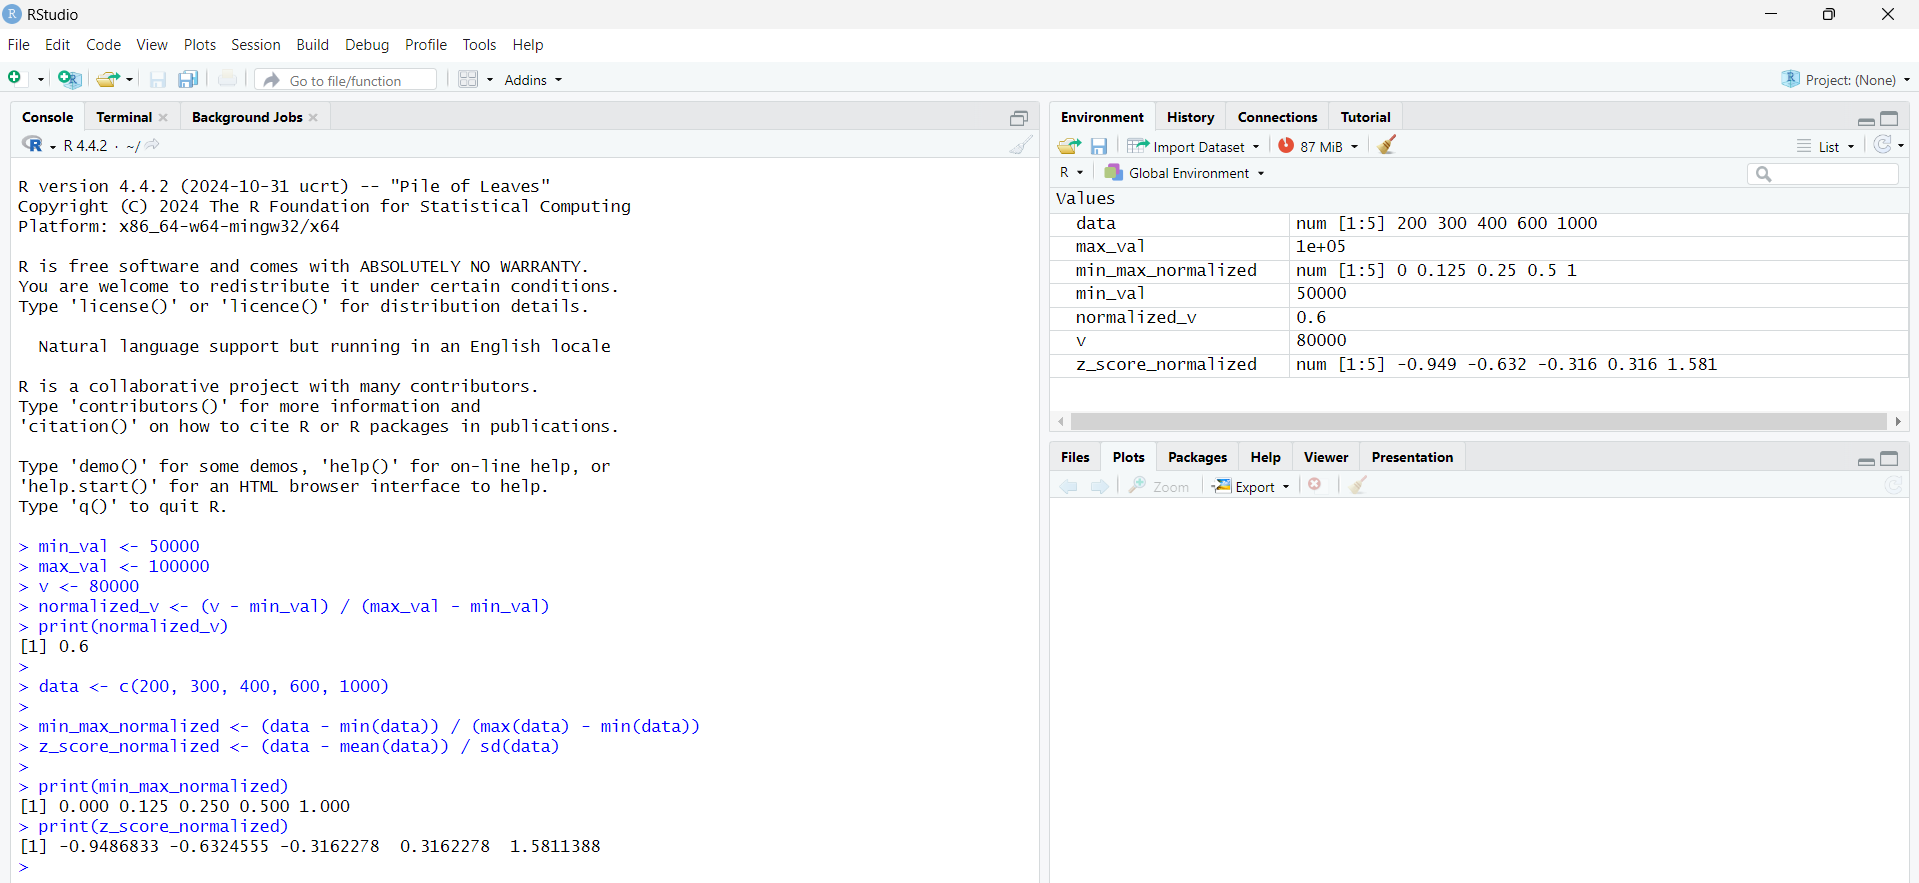 RStudio
File Edit Code View Plots Session Build Debug Profile Tools Help
Go to file/function Addins Project: (None)
Console Terminal Background Jobs
R 4.4.2 · ~/
R version 4.4.2 (2024-10-31 ucrt) -- "Pile of Leaves"
Copyright (C) 2024 The R Foundation for Statistical Computing
Platform: x86_64-w64-mingw32/x64
R is free software and comes with ABSOLUTELY NO WARRANTY.
You are welcome to redistribute it under certain conditions.
Type 'license()' or 'licence()' for distribution details.
Natural language support but running in an English locale
R is a collaborative project with many contributors.
Type 'contributors()' for more information and
'citation()' on how to cite R or R packages in publications.
Type 'demo()' for some demos, 'help()' for on-line help, or
'help.start()' for an HTML browser interface to help.
Type 'q()' to quit R.
> min_val <- 50000
> max_val <- 100000
> v <- 80000
> normalized_v <- (v - min_val) / (max_val - min_val)
> print(normalized_v)
[1] 0.6
>
> data <- c(200, 300, 400, 600, 1000)
>
> min_max_normalized <- (data - min(data)) / (max(data) - min(data))
> z_score_normalized <- (data - mean(data)) / sd(data)
>
> print(min_max_normalized)
[1] 0.000 0.125 0.250 0.500 1.000
> print(z_score_normalized)
[1] -0.9486833 -0.6324555 -0.3162278  0.3162278  1.5811388
>
Environment History Connections Tutorial
Import Dataset 87 MiB List
R Global Environment
Values
data num [1:5] 200 300 400 600 1000
max_val 1e+05
min_max_normalized num [1:5] 0 0.125 0.25 0.5 1
min_val 50000
normalized_v 0.6
v 80000
z_score_normalized num [1:5] -0.949 -0.632 -0.316 0.316 1.581
Files Plots Packages Help Viewer Presentation
Zoom Export